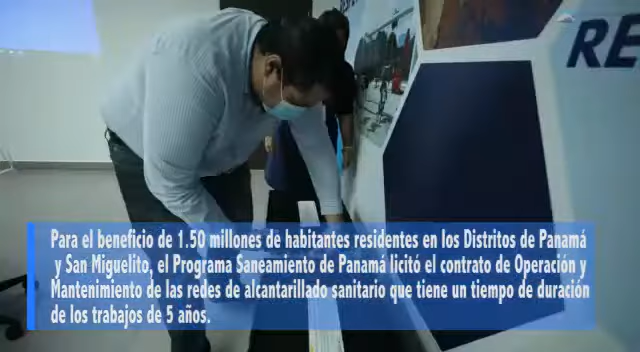 RE
Para el beneficio de 1.50 millones de habitantes residentes en los Distritos de Panamá
y San Miguelito, el Programa Saneamiento de Panamá licitó el contrato de Operación y
Mantenimiento de las redes de alcantarillado sanitario que tiene un tiempo de duración
de los trabajos de 5 años.